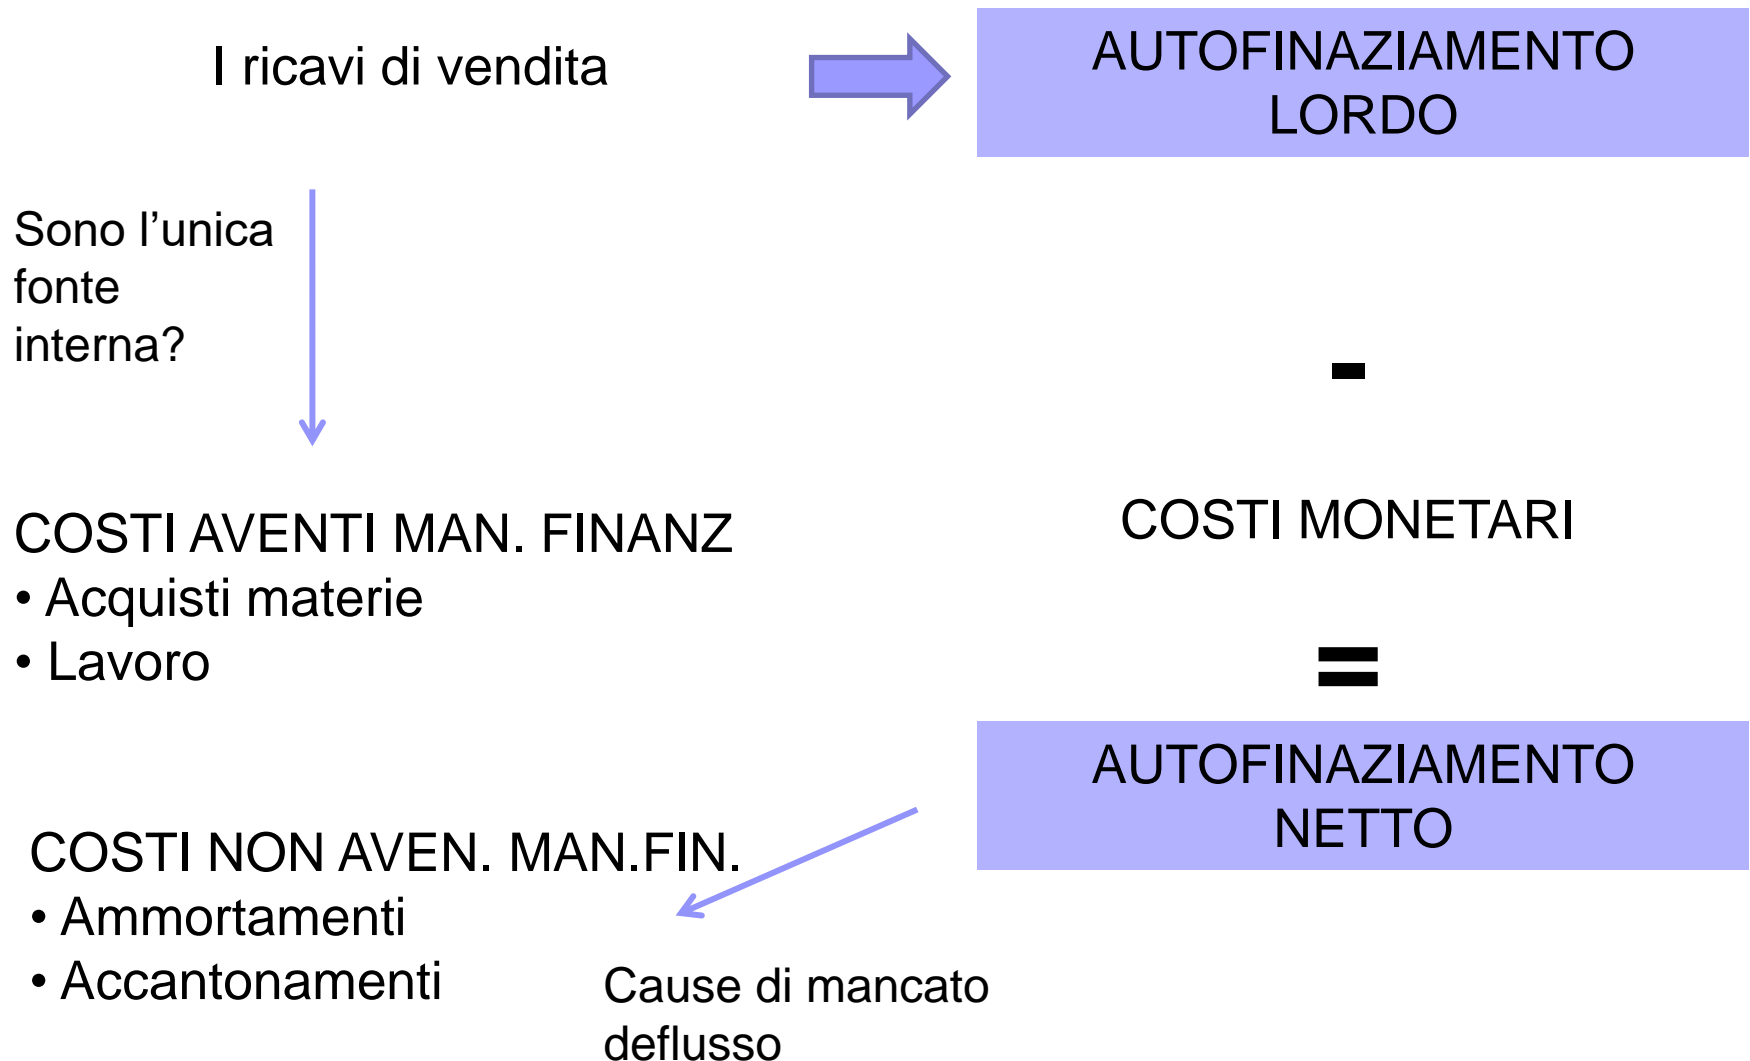 I ricavi di vendita
AUTOFINAZIAMENTO
LORDO
Sono l’unica
fonte
interna?
-
COSTI AVENTI MAN. FINANZ
• Acquisti materie
• Lavoro
COSTI MONETARI
=
AUTOFINAZIAMENTO
NETTO
COSTI NON AVEN. MAN.FIN.
• Ammortamenti
• Accantonamenti
Cause di mancato
deflusso